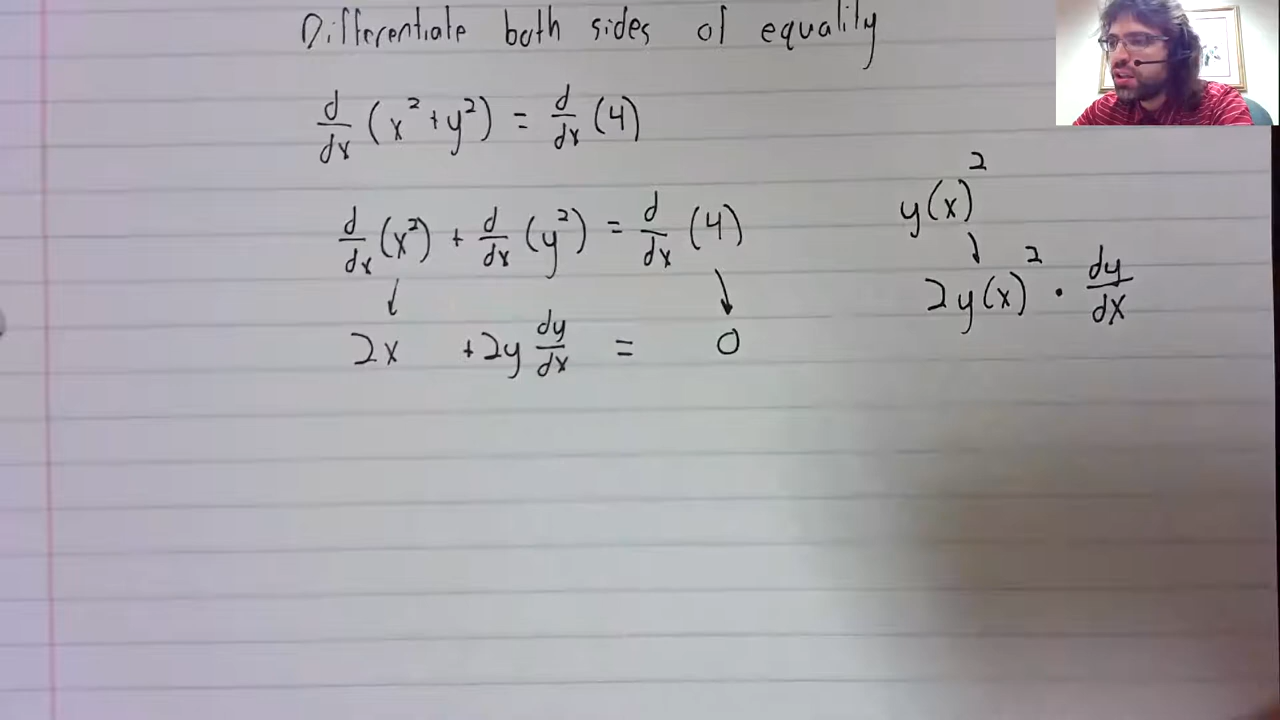 Differentiate both sides of equality
d/dx (x² + y²) = d/dx (4)
d/dx (x²) + d/dx (y²) = d/dx (4)
2x + 2y dy/dx = 0
y(x)²
2y(x)² · dy/dx